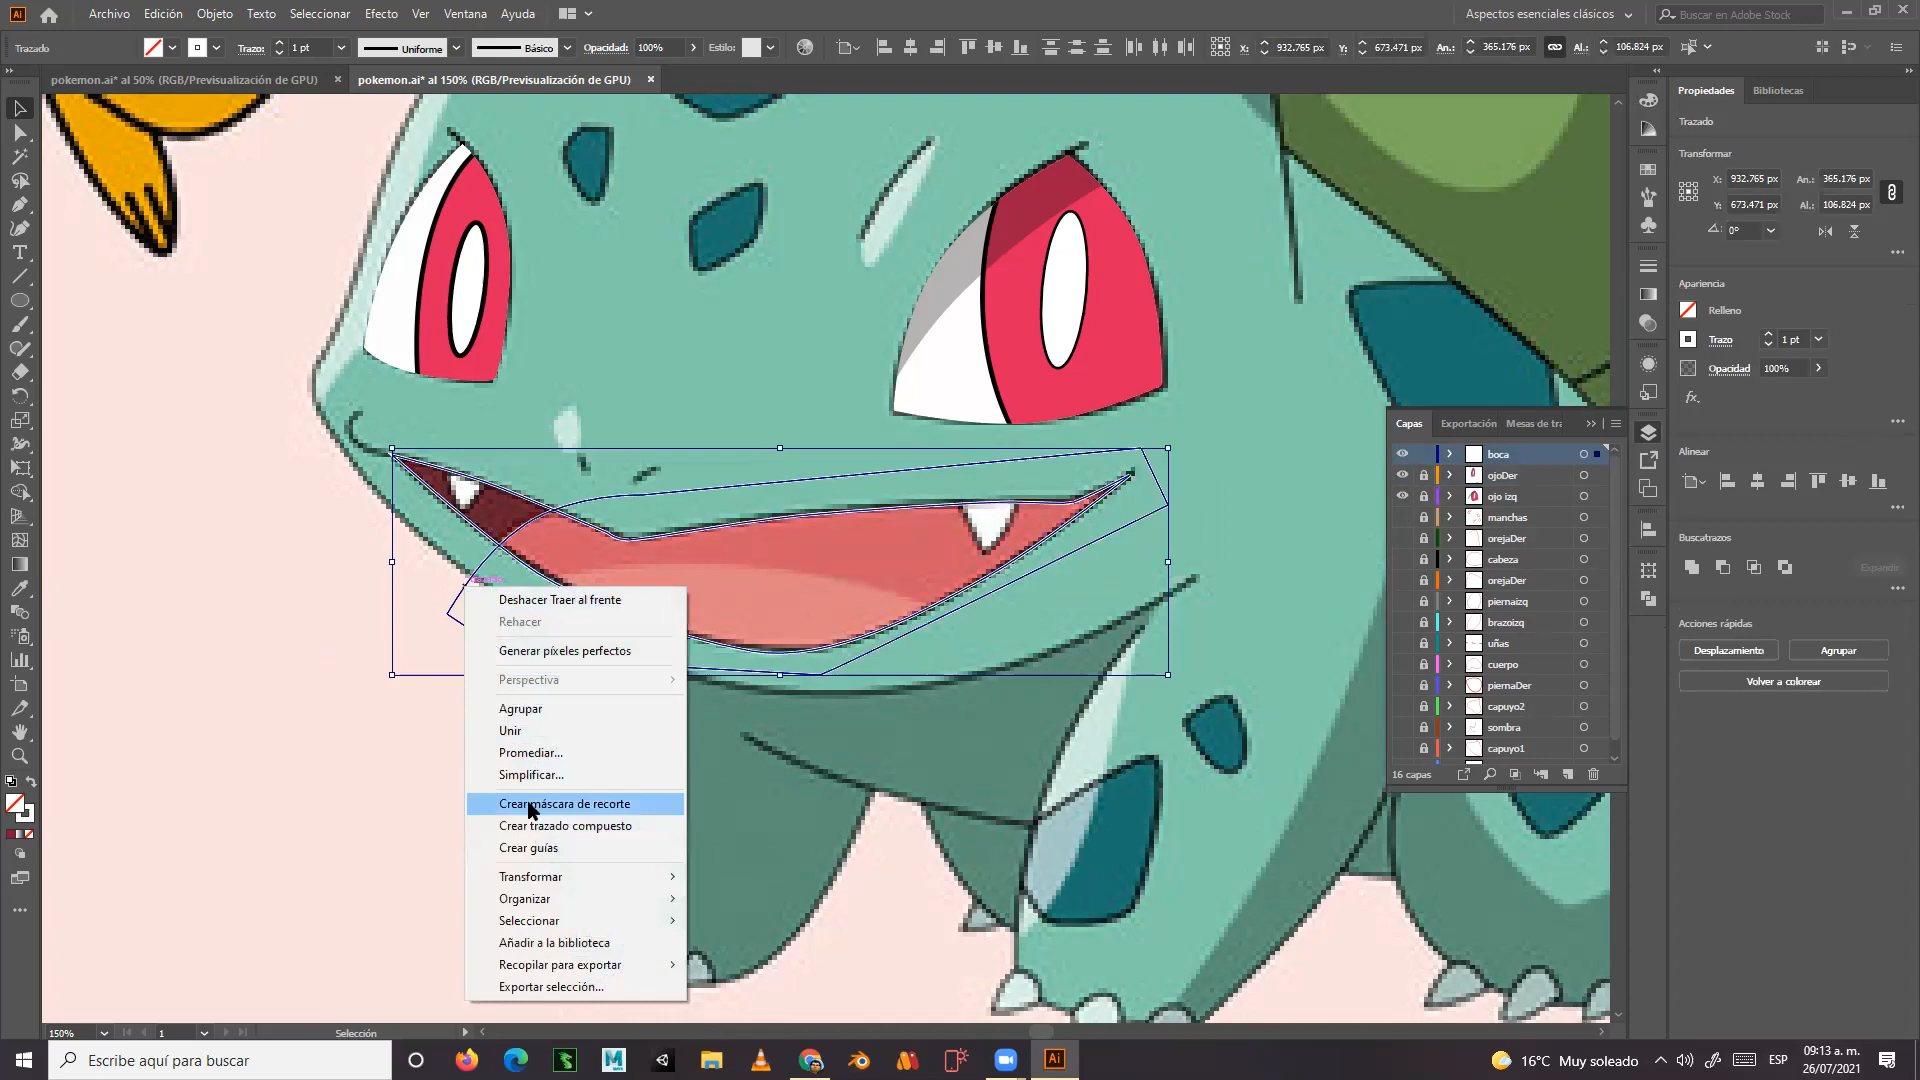 Ai
Archivo Edición Objeto Texto Seleccionar Efecto Ver Ventana Ayuda
Aspectos esenciales clásicos
Buscar en Adobe Stock
Trazado
Trazo: 1 pt
Uniforme
Básico
Opacidad: 100%
Estilo:
X: 932.765 px
Y: 673.471 px
An.: 365.176 px
Al.: 106.824 px
pokemon.ai* al 50% (RGB/Previsualización de GPU)
pokemon.ai* al 150% (RGB/Previsualización de GPU)
Propiedades Bibliotecas
Trazado
Transformar
X: 932.765 px An.: 365.176 px
Y: 673.471 px Al.: 106.824 px
0°
Apariencia
Relleno
Trazo 1 pt
Opacidad 100%
fx.
Alinear
Buscatrazos
Expandir
Acciones rápidas
Desplazamiento Agrupar
Volver a colorear
Capas Exportación Mesas de tra
boca
ojoDer
ojo izq
manchas
orejaDer
cabeza
orejaDer
piernaizq
brazoizq
uñas
cuerpo
piernaDer
capuyo2
sombra
capuyo1
16 capas
Deshacer Traer al frente
Rehacer
Generar píxeles perfectos
Perspectiva
Agrupar
Unir
Promediar...
Simplificar...
Crear máscara de recorte
Crear trazado compuesto
Crear guías
Transformar
Organizar
Seleccionar
Añadir a la biblioteca
Recopilar para exportar
Exportar selección...
150% 1 Selección
Escribe aquí para buscar
Ai
16°C Muy soleado
ESP
09:13 a. m.
26/07/2021